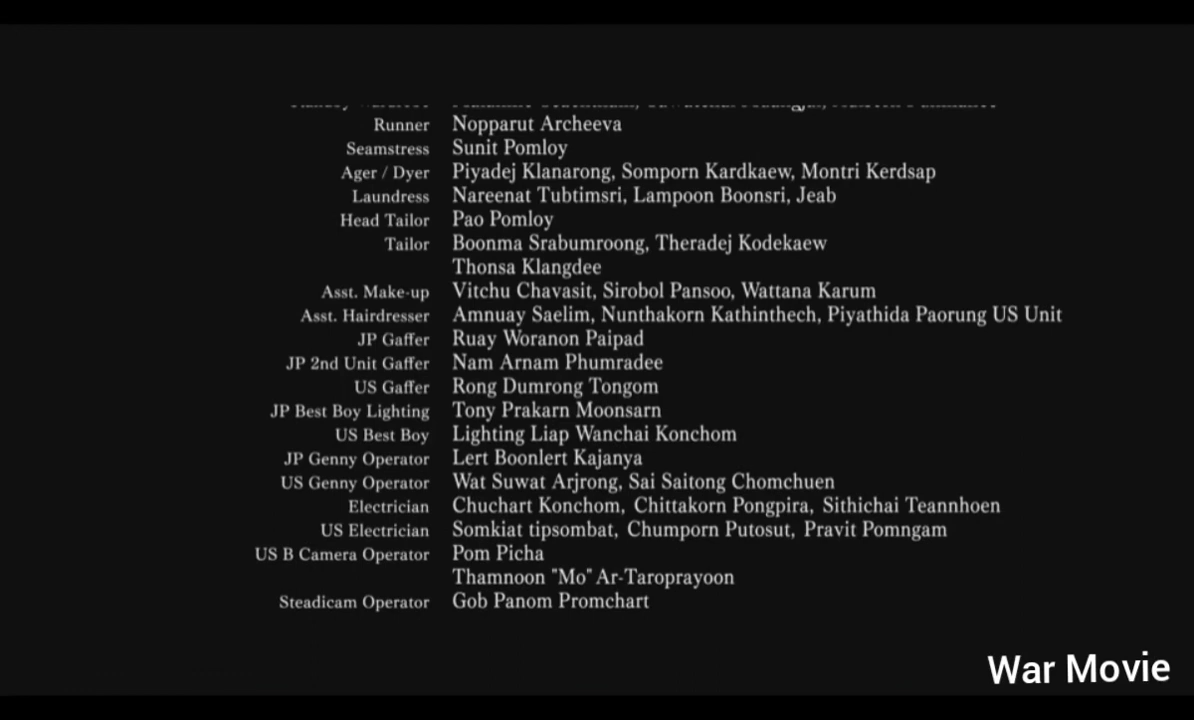 Runner Nopparut Archeeva
Seamstress Sunit Pomloy
Ager / Dyer Piyadej Klanarong, Somporn Kardkaew, Montri Kerdsap
Laundress Nareenat Tubtimsri, Lampoon Boonsri, Jeab
Head Tailor Pao Pomloy
Tailor Boonma Srabumroong, Theradej Kodekaew
Thonsa Klangdee
Asst. Make-up Vitchu Chavasit, Sirobol Pansoo, Wattana Karum
Asst. Hairdresser Amnuay Saelim, Nunthakorn Kathinthech, Piyathida Paorung US Unit
JP Gaffer Ruay Woranon Paipad
JP 2nd Unit Gaffer Nam Arnam Phumradee
US Gaffer Rong Dumrong Tongom
JP Best Boy Lighting Tony Prakarn Moonsarn
US Best Boy Lighting Liap Wanchai Konchom
JP Genny Operator Lert Boonlert Kajanya
US Genny Operator Wat Suwat Arjrong, Sai Saitong Chomchuen
Electrician Chuchart Konchom, Chittakorn Pongpira, Sithichai Teannhoen
US Electrician Somkiat tipsombat, Chumporn Putosut, Pravit Pomngam
US B Camera Operator Pom Picha
Thamnoon "Mo" Ar-Taroprayoon
Steadicam Operator Gob Panom Promchart
War Movie